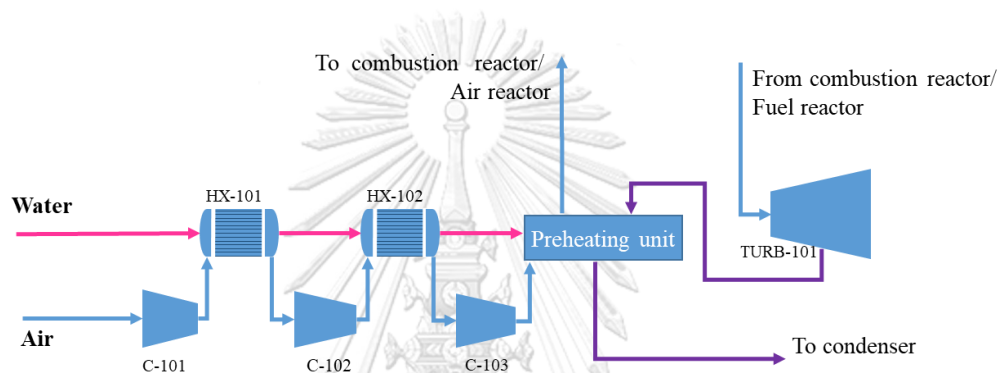 To combustion reactor/
Air reactor
From combustion reactor/
Fuel reactor
HX-101
HX-102
Water
Preheating unit
TURB-101
Air
C-101
C-102
C-103
To condenser